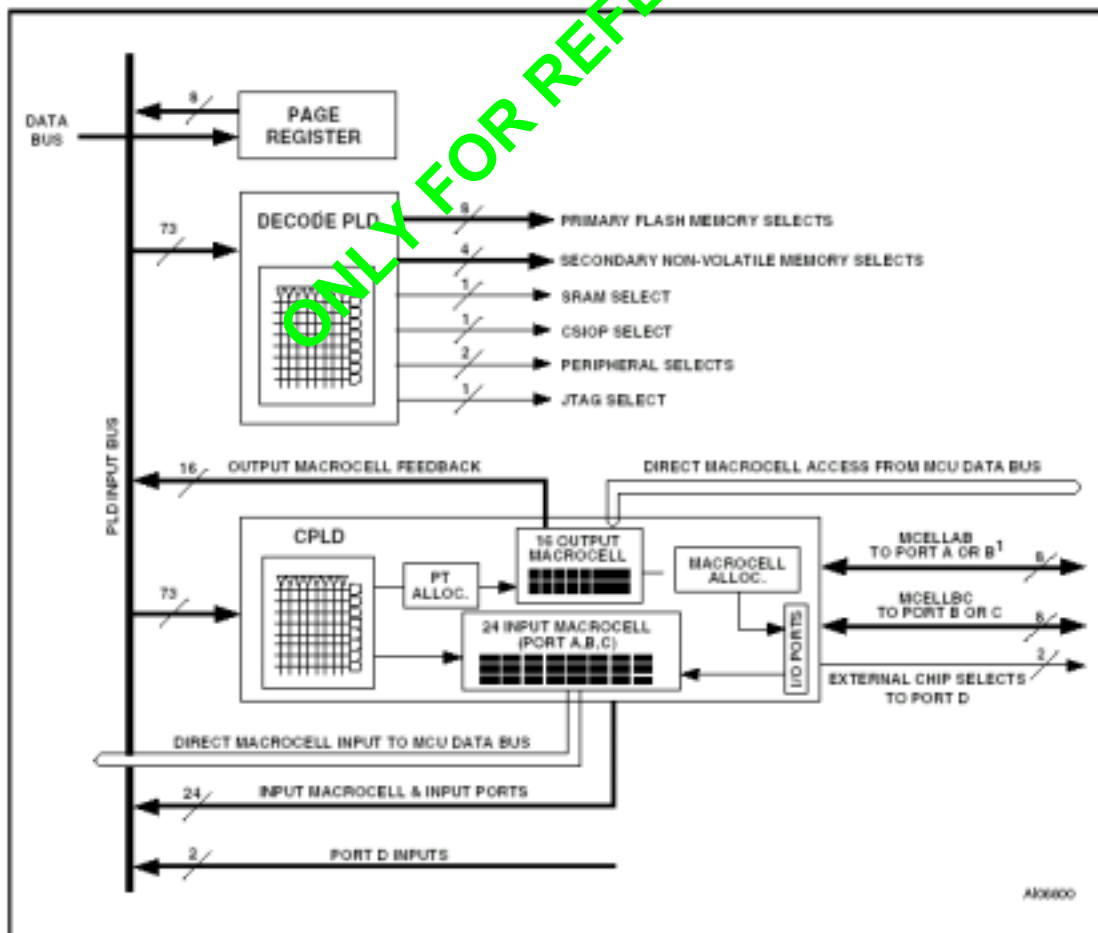 ONLY FOR REFE
DATA
BUS
8
PAGE
REGISTER
73
DECODE PLD
8
PRIMARY FLASH MEMORY SELECTS
4
SECONDARY NON-VOLATILE MEMORY SELECTS
1
SRAM SELECT
1
CSIOP SELECT
2
PERIPHERAL SELECTS
1
JTAG SELECT
PLD INPUT BUS
16
OUTPUT MACROCELL FEEDBACK
DIRECT MACROCELL ACCESS FROM MCU DATA BUS
CPLD
73
PT
ALLOC.
16 OUTPUT
MACROCELL
MACROCELL
ALLOC.
24 INPUT MACROCELL
(PORT A,B,C)
I/O PORTS
MCELLAB
TO PORT A OR B1
8
MCELLBC
TO PORT B OR C
8
2
EXTERNAL CHIP SELECTS
TO PORT D
DIRECT MACROCELL INPUT TO MCU DATA BUS
24
INPUT MACROCELL & INPUT PORTS
2
PORT D INPUTS